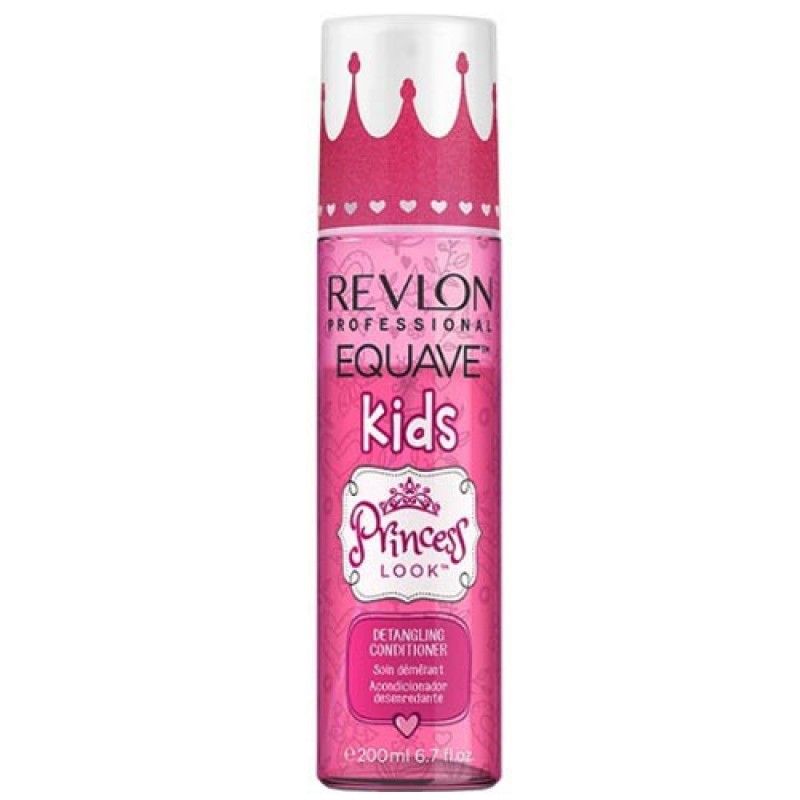 REVLON
PROFESSIONAL
EQUAVE™
kids
Princess
LOOK™
DETANGLING
CONDITIONER
Soin démêlant
Acondicionador
desenredante
℮200ml 6.7 fl.oz.